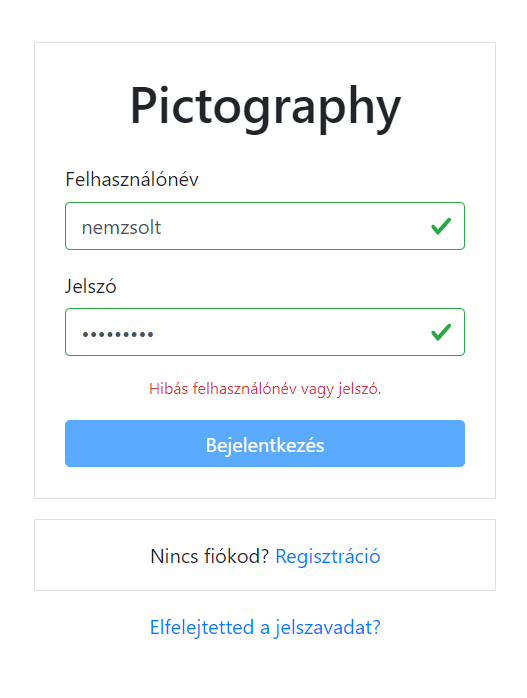 Pictography
Felhasználónév
nemzsolt
Jelszó
•••••••••
Hibás felhasználónév vagy jelszó.
Bejelentkezés
Nincs fiókod? Regisztráció
Elfelejtetted a jelszavadat?